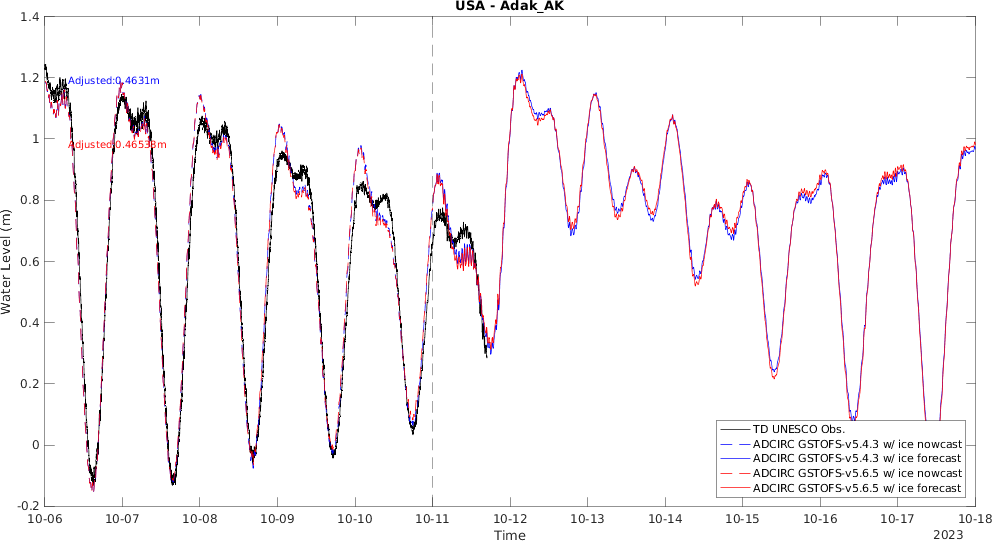 USA - Adak_AK
1.4
1.2
1
0.8
0.6
0.4
0.2
0
-0.2
Water Level (m)
Adjusted:0.4631m
Adjusted:0.46533m
TD UNESCO Obs.
ADCIRC GSTOFS-v5.4.3 w/ ice nowcast
ADCIRC GSTOFS-v5.4.3 w/ ice forecast
ADCIRC GSTOFS-v5.6.5 w/ ice nowcast
ADCIRC GSTOFS-v5.6.5 w/ ice forecast
10-06 10-07 10-08 10-09 10-10 10-11 10-12 10-13 10-14 10-15 10-16 10-17 10-18
Time
2023